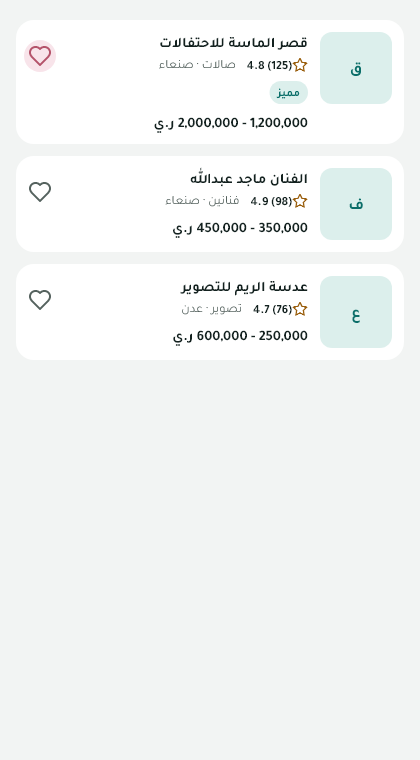 ق
قصر الماسة للاحتفالات
4.8 (125) صالات · صنعاء
مميز
1,200,000 - 2,000,000 ر.ي
ف
الفنان ماجد عبدالله
4.9 (98) فنانين · صنعاء
350,000 - 450,000 ر.ي
ع
عدسة الريم للتصوير
4.7 (76) تصوير · عدن
250,000 - 600,000 ر.ي